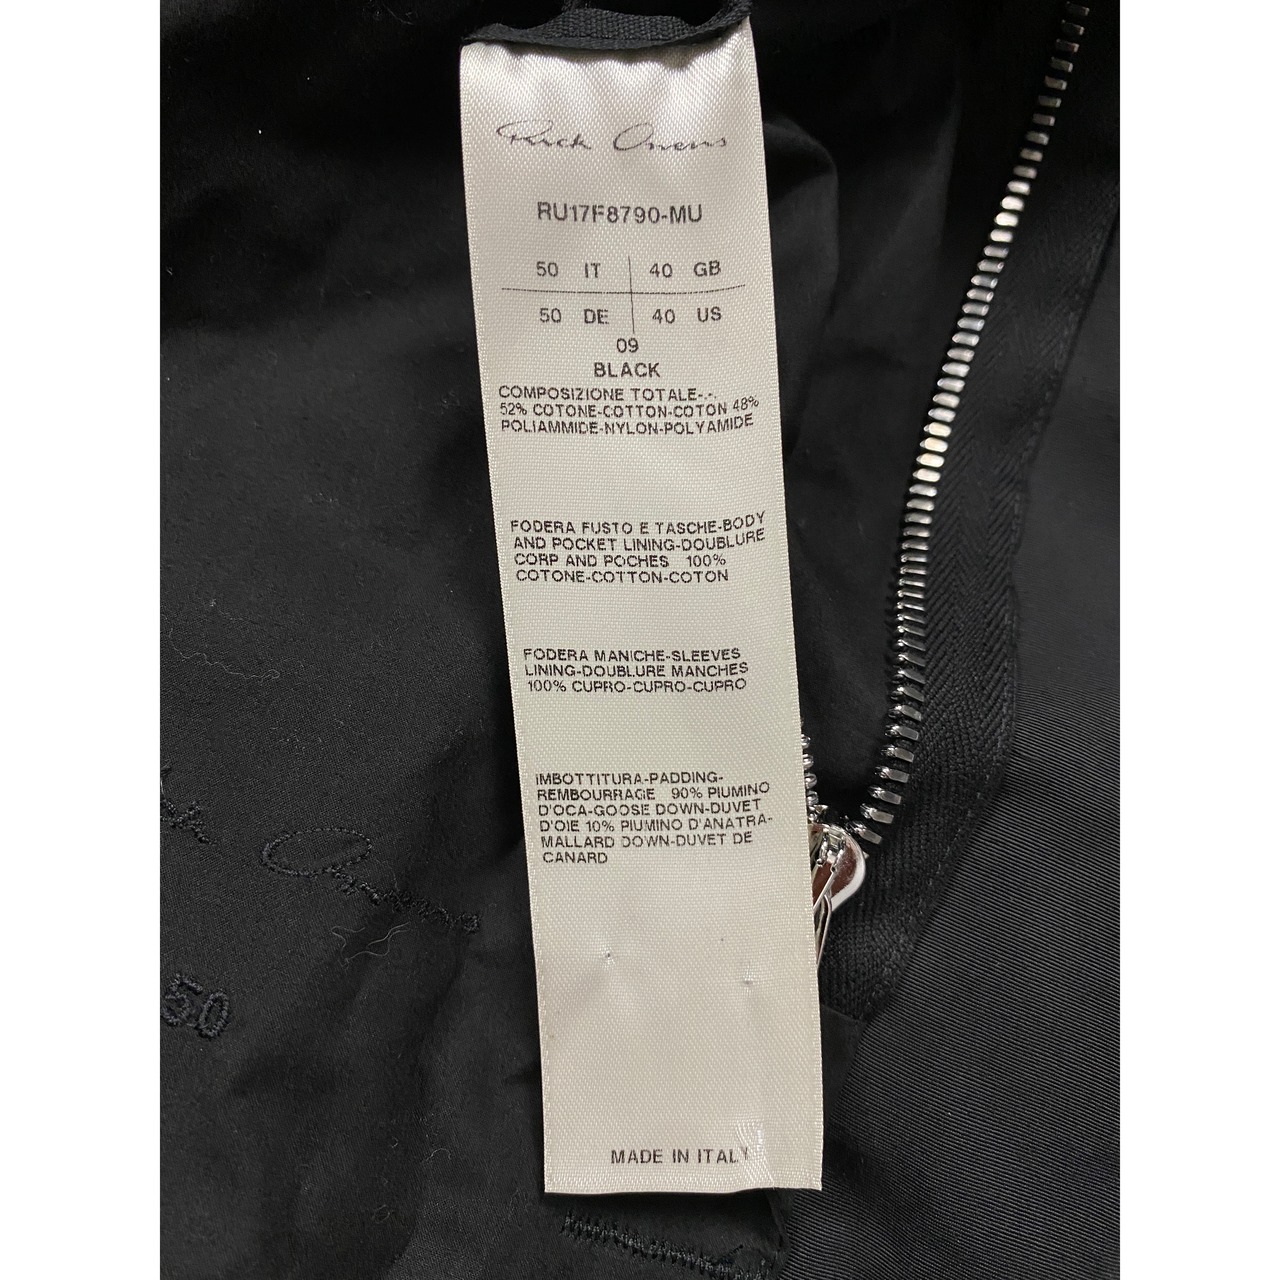 Rick Owens
RU17F8790-MU
50 IT 40 GB
50 DE 40 US
09
BLACK
COMPOSIZIONE TOTALE-.-.
52% COTONE-COTTON-COTON 48%
POLIAMMIDE-NYLON-POLYAMIDE
FODERA FUSTO E TASCHE-BODY
AND POCKET LINING-DOUBLURE
CORP AND POCHES 100%
COTONE-COTTON-COTON
FODERA MANICHE-SLEEVES
LINING-DOUBLURE MANCHES
100% CUPRO-CUPRO-CUPRO
IMBOTTITURA-PADDING-
REMBOURRAGE 90% PIUMINO
D'OCA-GOOSE DOWN-DUVET
D'OIE 10% PIUMINO D'ANATRA-
MALLARD DOWN-DUVET DE
CANARD
MADE IN ITALY
Owens
50